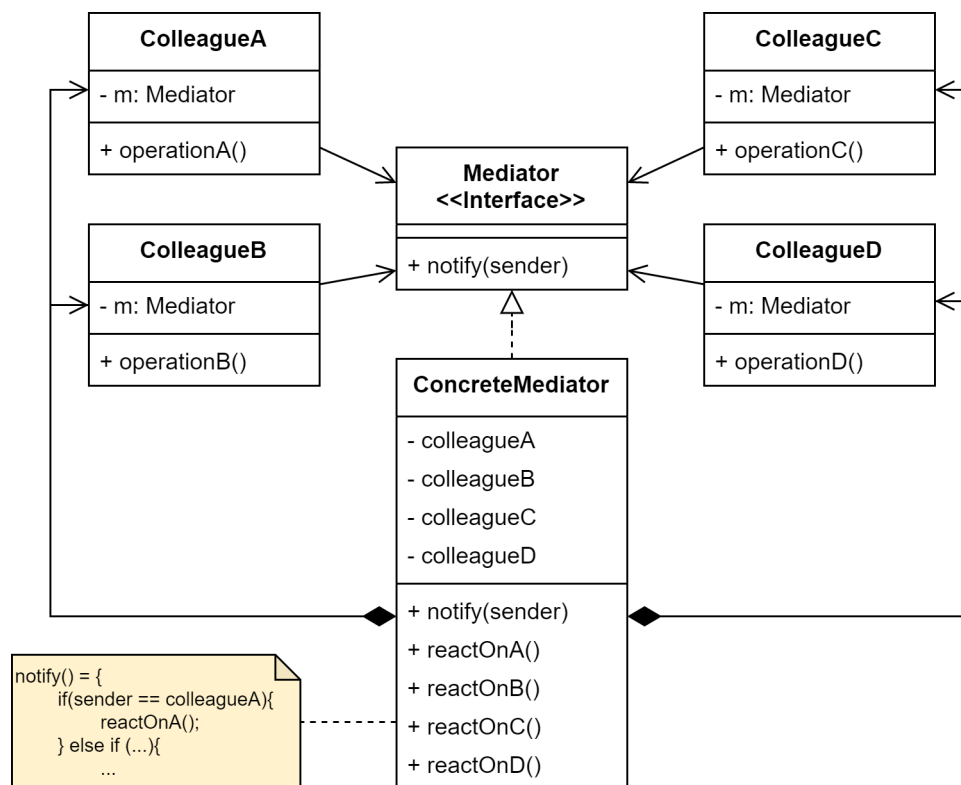 ColleagueA
- m: Mediator
+ operationA()
ColleagueB
- m: Mediator
+ operationB()
Mediator
<<Interface>>
+ notify(sender)
ColleagueC
- m: Mediator
+ operationC()
ColleagueD
- m: Mediator
+ operationD()
ConcreteMediator
- colleagueA
- colleagueB
- colleagueC
- colleagueD
+ notify(sender)
+ reactOnA()
+ reactOnB()
+ reactOnC()
+ reactOnD()
notify() = {
if(sender == colleagueA){
reactOnA();
} else if (...){
...